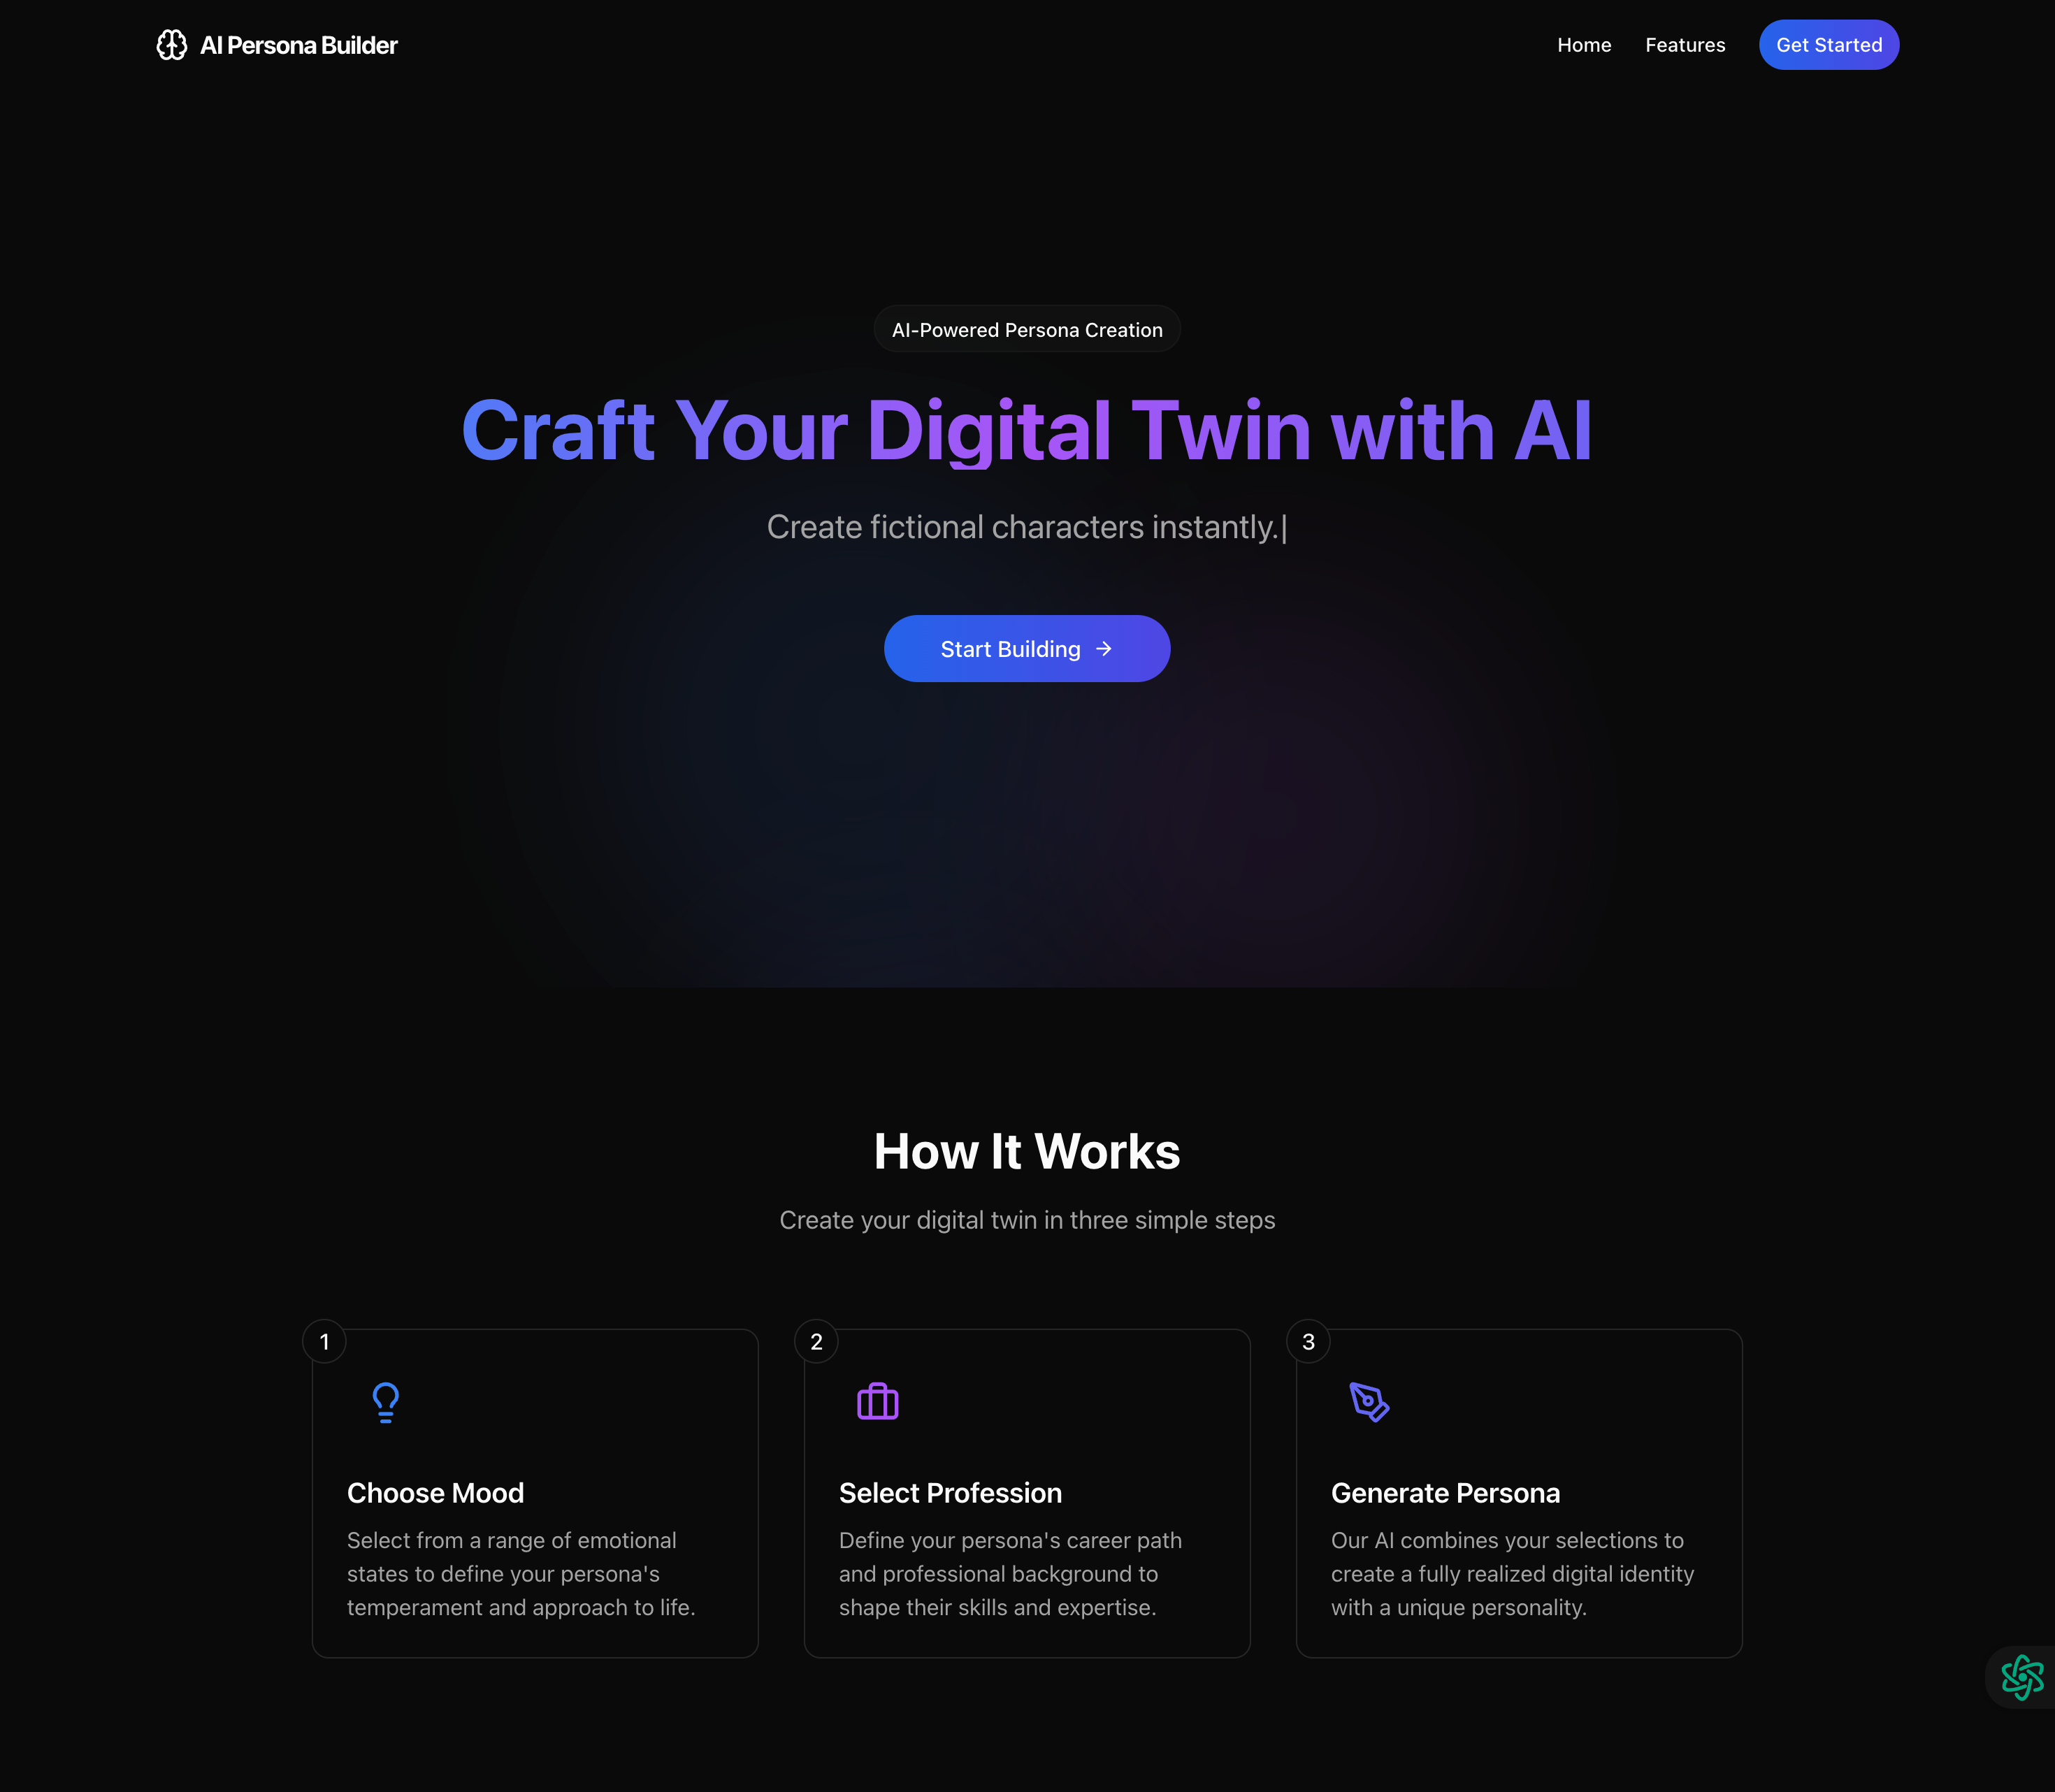 AI Persona Builder
Home
Features
Get Started
AI-Powered Persona Creation
Craft Your Digital Twin with AI
Create fictional characters instantly.|
Start Building →
How It Works
Create your digital twin in three simple steps
1
Choose Mood
Select from a range of emotional
states to define your persona's
temperament and approach to life.
2
Select Profession
Define your persona's career path
and professional background to
shape their skills and expertise.
3
Generate Persona
Our AI combines your selections to
create a fully realized digital identity
with a unique personality.